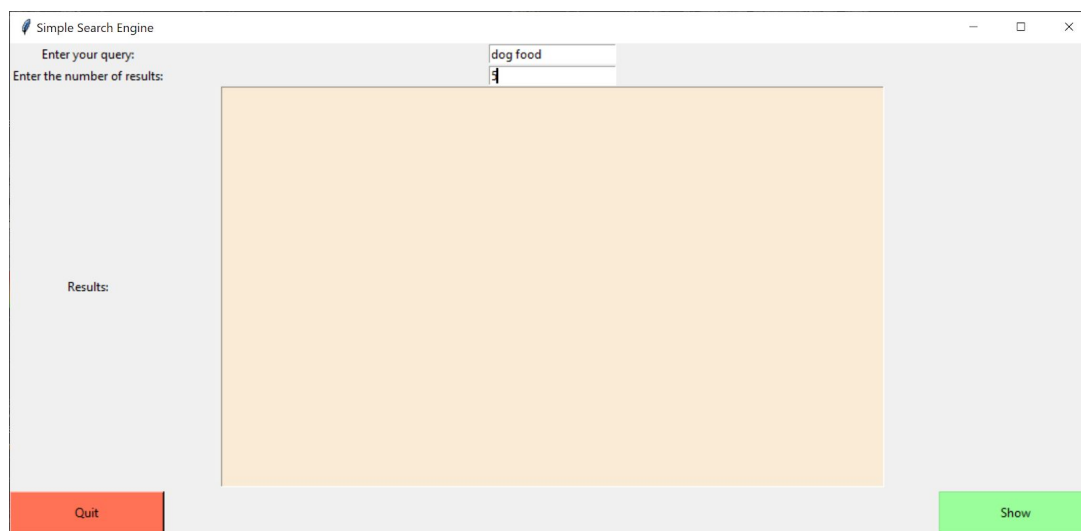 Simple Search Engine
Enter your query: dog food
Enter the number of results: 5
Results:
Quit Show